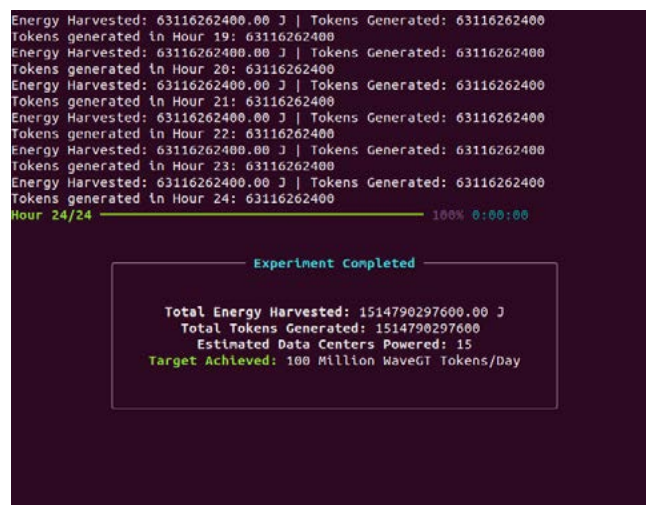 Energy Harvested: 63116262400.00 J | Tokens Generated: 63116262400
Tokens generated in Hour 19: 63116262400
Energy Harvested: 63116262400.00 J | Tokens Generated: 63116262400
Tokens generated in Hour 20: 63116262400
Energy Harvested: 63116262400.00 J | Tokens Generated: 63116262400
Tokens generated in Hour 21: 63116262400
Energy Harvested: 63116262400.00 J | Tokens Generated: 63116262400
Tokens generated in Hour 22: 63116262400
Energy Harvested: 63116262400.00 J | Tokens Generated: 63116262400
Tokens generated in Hour 23: 63116262400
Energy Harvested: 63116262400.00 J | Tokens Generated: 63116262400
Tokens generated in Hour 24: 63116262400
Hour 24/24 100% 0:00:00
Experiment Completed
Total Energy Harvested: 1514790297600.00 J
Total Tokens Generated: 1514790297600
Estimated Data Centers Powered: 15
Target Achieved: 100 Million WaveGT Tokens/Day